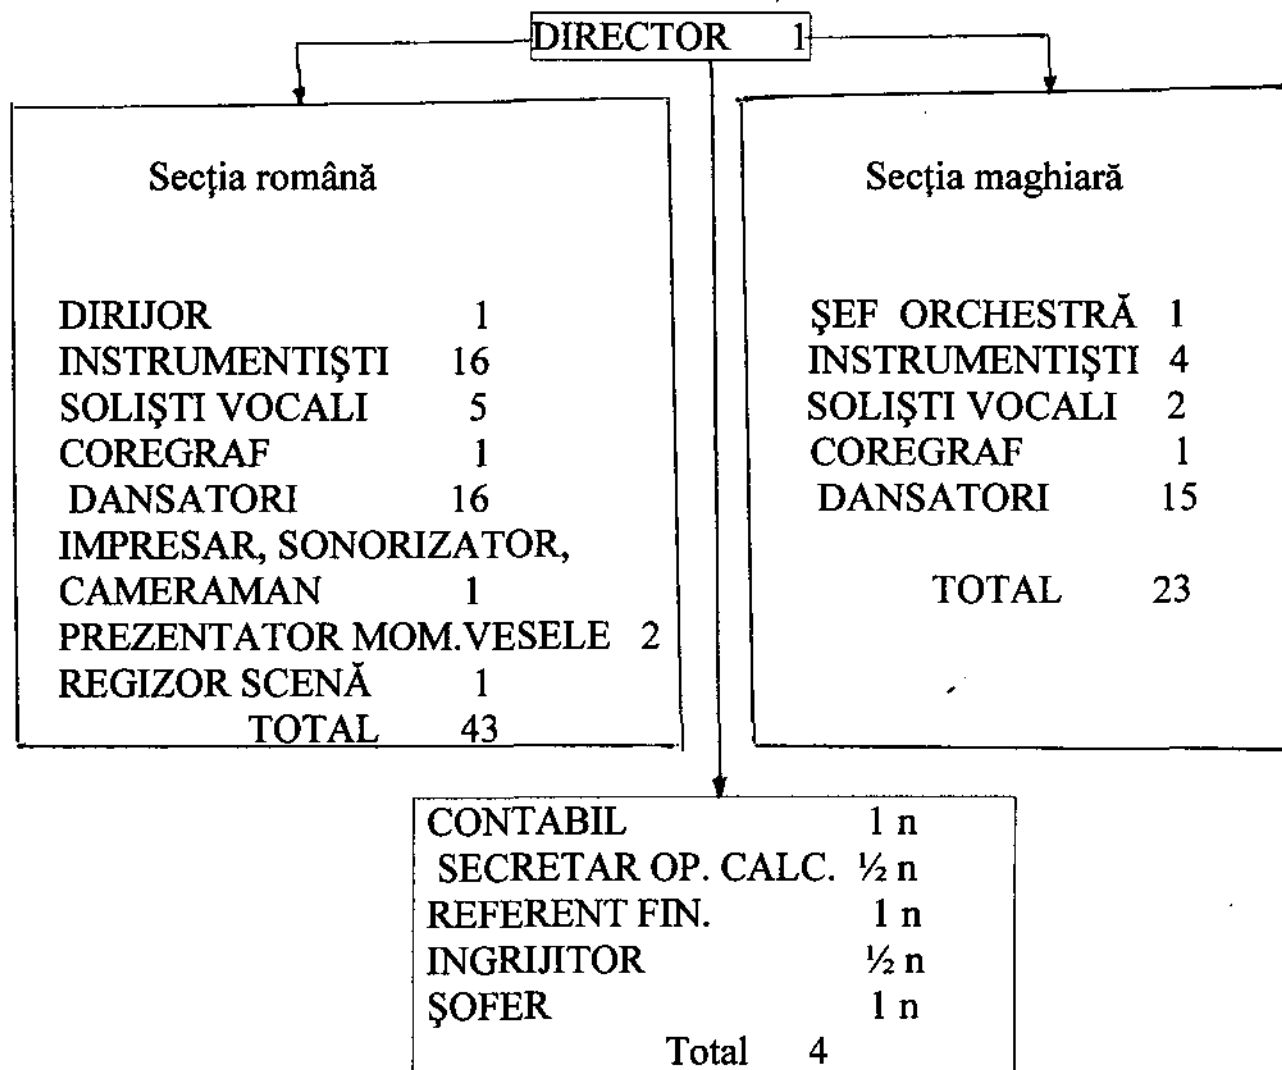 DIRECTOR 1
Secţia română
DIRIJOR 1
INSTRUMENTIŞTI 16
SOLIŞTI VOCALI 5
COREGRAF 1
DANSATORI 16
IMPRESAR, SONORIZATOR,
CAMERAMAN 1
PREZENTATOR MOM.VESELE 2
REGIZOR SCENĂ 1
TOTAL 43
Secţia maghiară
ŞEF ORCHESTRĂ 1
INSTRUMENTIŞTI 4
SOLIŞTI VOCALI 2
COREGRAF 1
DANSATORI 15
TOTAL 23
CONTABIL 1 n
SECRETAR OP. CALC. ½ n
REFERENT FIN. 1 n
INGRIJITOR ½ n
ŞOFER 1 n
Total 4